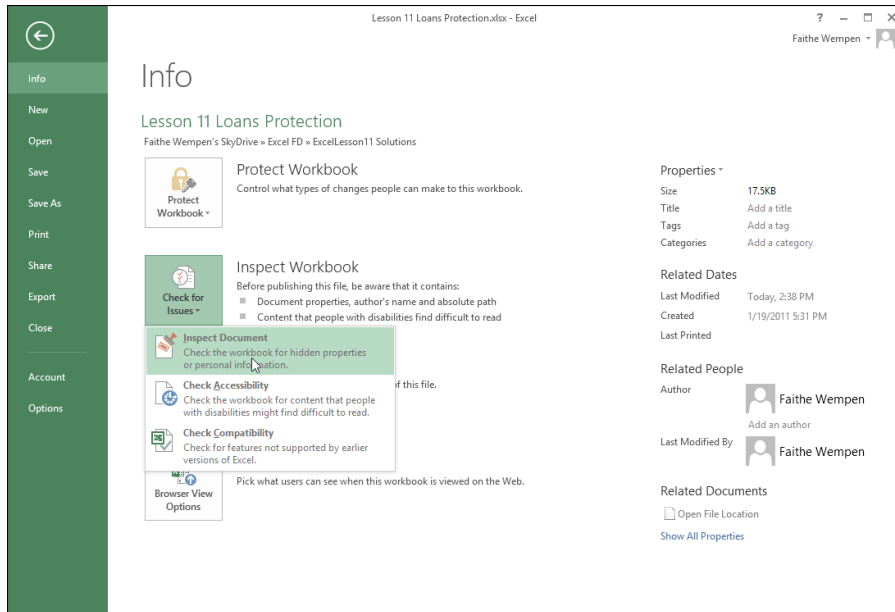 Lesson 11 Loans Protection.xlsx - Excel
?
Faithe Wempen
Info
New
Open
Save
Save As
Print
Share
Export
Close
Account
Options
Info
Lesson 11 Loans Protection
Faithe Wempen's SkyDrive » Excel FD » ExcelLesson11 Solutions
Protect
Workbook
Protect Workbook
Control what types of changes people can make to this workbook.
Check for
Issues
Inspect Workbook
Before publishing this file, be aware that it contains:
Document properties, author's name and absolute path
Content that people with disabilities find difficult to read
Inspect Document
Check the workbook for hidden properties
or personal information.
Check Accessibility
Check the workbook for content that people
with disabilities might find difficult to read.
Check Compatibility
Check for features not supported by earlier
versions of Excel.
of this file.
Browser View
Options
Pick what users can see when this workbook is viewed on the Web.
Properties
Size 17.5KB
Title Add a title
Tags Add a tag
Categories Add a category
Related Dates
Last Modified Today, 2:38 PM
Created 1/19/2011 5:31 PM
Last Printed
Related People
Author Faithe Wempen
Add an author
Last Modified By Faithe Wempen
Related Documents
Open File Location
Show All Properties